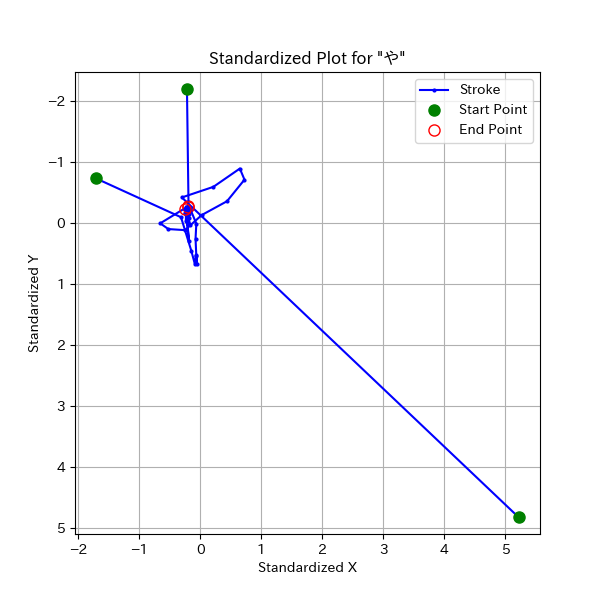 Standardized Plot for "や"
Stroke
Start Point
End Point
−2
−1
0
1
2
3
4
5
Standardized Y
−2 −1 0 1 2 3 4 5
Standardized X